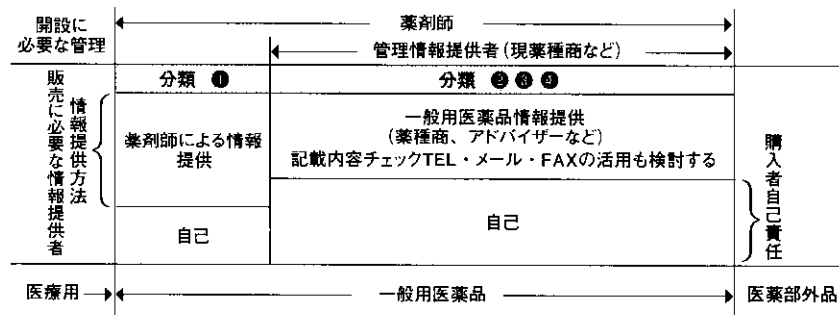 開設に
必要な管理
薬剤師
管理情報提供者(現薬種商など)
販売に必要な情報提供者
情報提供方法
分類 ❶
分類 ❷❸❹
薬剤師による情報
提供
一般用医薬品情報提供
(薬種商、アドバイザーなど)
記載内容チェックTEL・メール・FAXの活用も検討する
自己
自己
購入者自己責任
医療用
一般用医薬品
医薬部外品